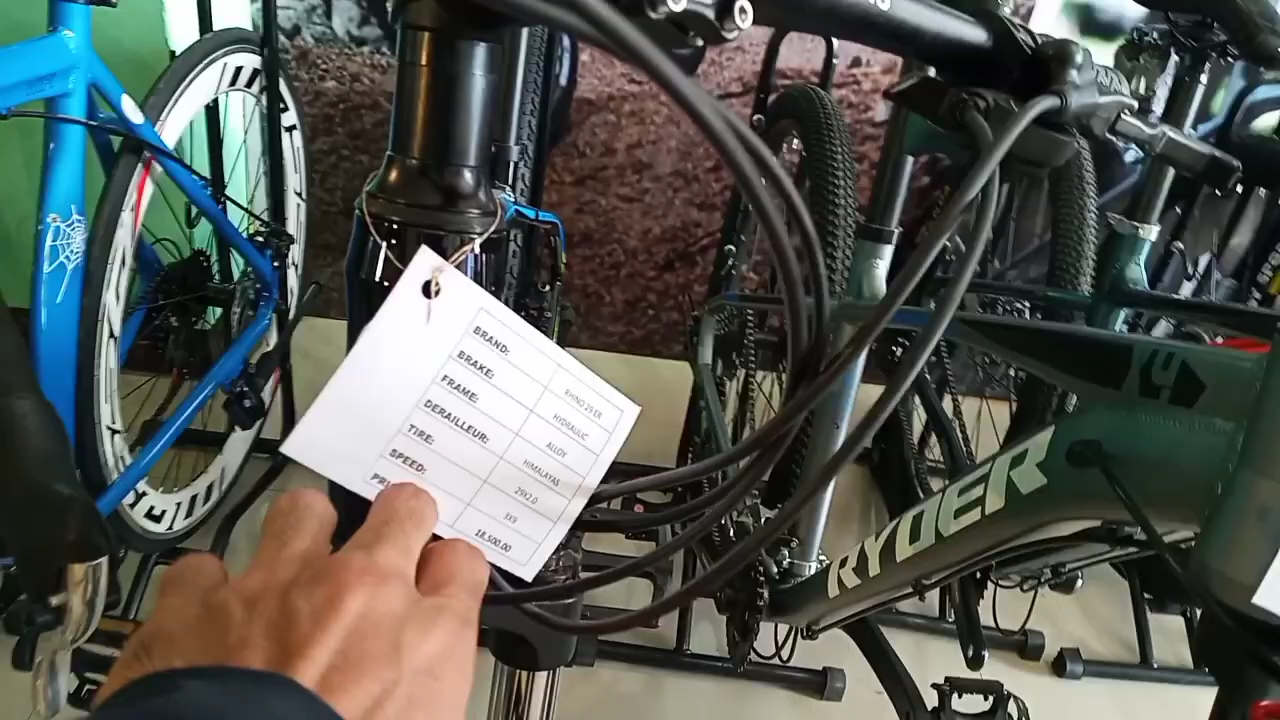 BRAND: RHINO 29 ER
BRAKE: HYDRAULIC
FRAME: ALLOY
DERAILLEUR: HIMALAYAS
TIRE: 29X2.0
SPEED: 3X9
18,500.00
RYDER